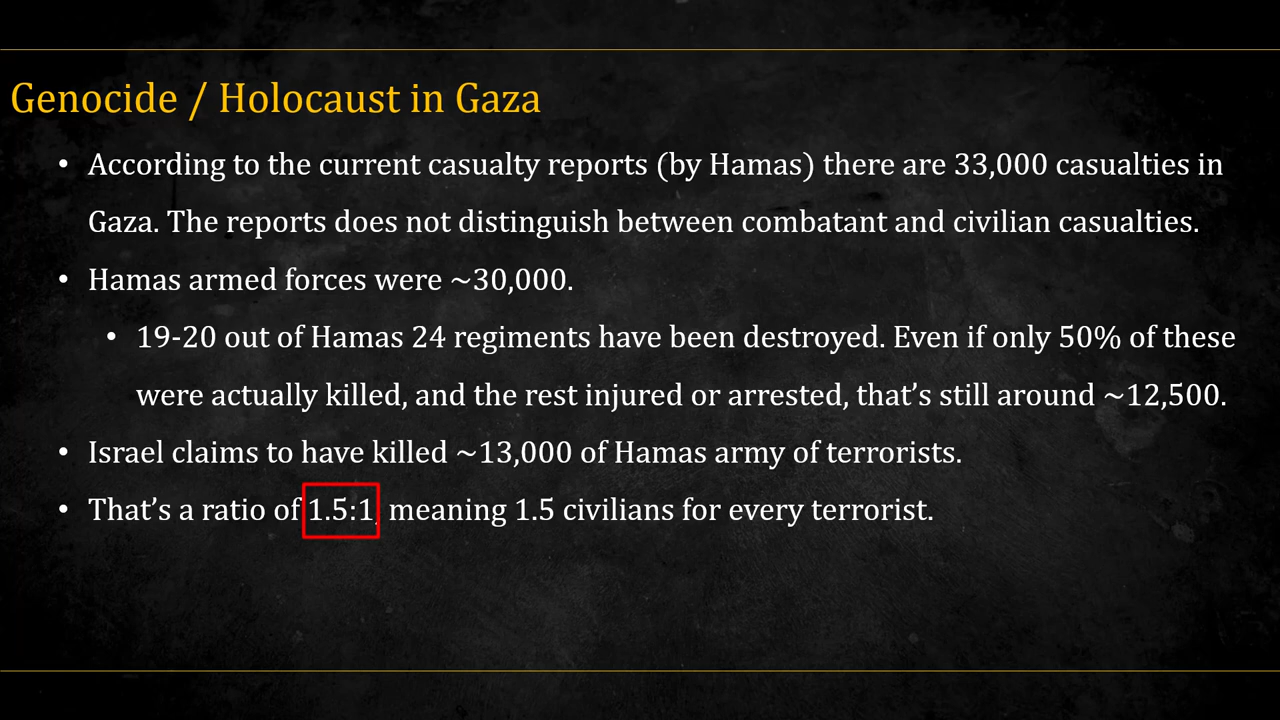 Genocide / Holocaust in Gaza
• According to the current casualty reports (by Hamas) there are 33,000 casualties in
Gaza. The reports does not distinguish between combatant and civilian casualties.
• Hamas armed forces were ~30,000.
• 19-20 out of Hamas 24 regiments have been destroyed. Even if only 50% of these
were actually killed, and the rest injured or arrested, that’s still around ~12,500.
• Israel claims to have killed ~13,000 of Hamas army of terrorists.
• That’s a ratio of 1.5:1, meaning 1.5 civilians for every terrorist.